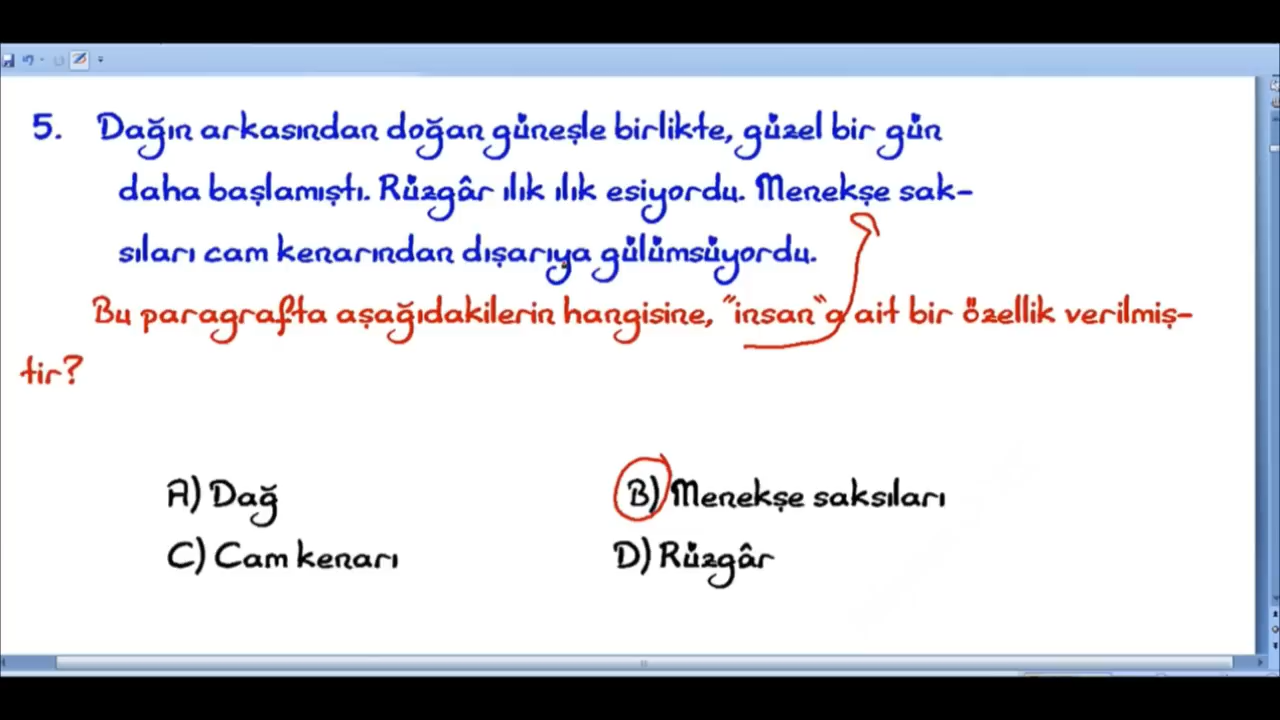 5. Dağın arkasından doğan güneşle birlikte, güzel bir gün
daha başlamıştı. Rüzgâr ılık ılık esiyordu. Menekşe sak-
sıları cam kenarından dışarıya gülümsüyordu.
Bu paragrafta aşağıdakilerin hangisine, "insan"a ait bir özellik verilmiş-
tir?
A) Dağ
B) Menekşe saksıları
C) Cam kenarı
D) Rüzgâr